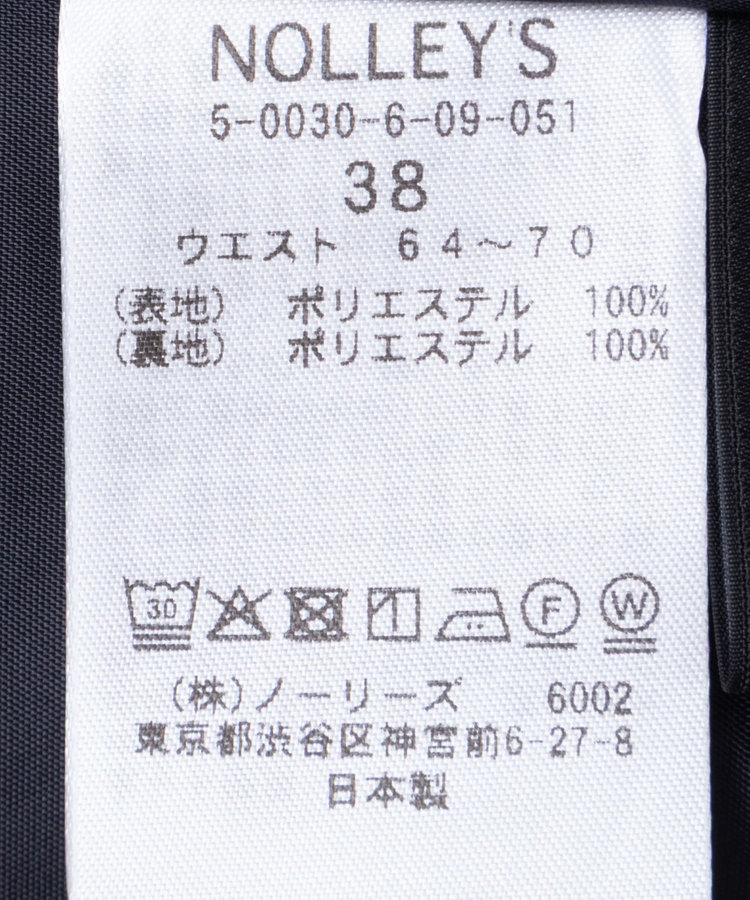 NOLLEY'S
5-0030-6-09-051
38
ウエスト 64～70
(表地) ポリエステル 100%
(裏地) ポリエステル 100%
30 F W
(株)ノーリーズ 6002
東京都渋谷区神宮前6-27-8
日本製